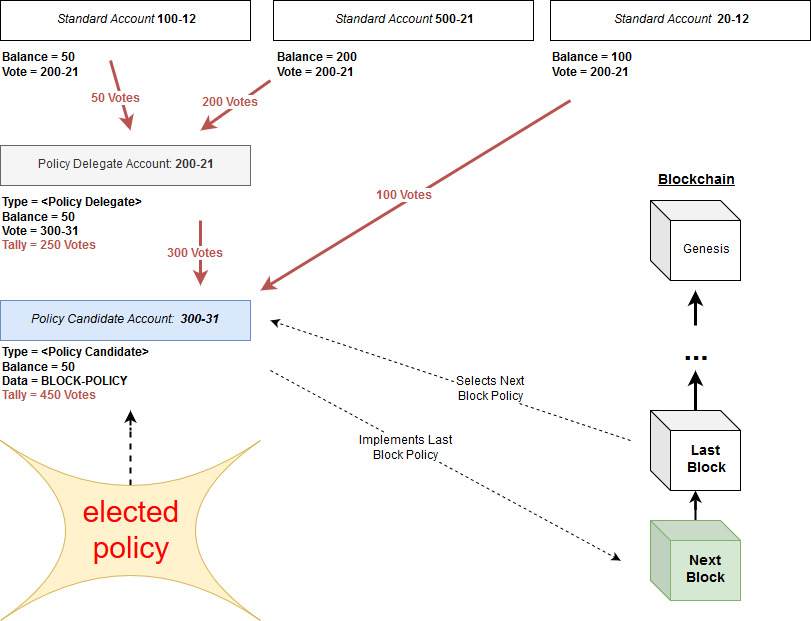 Standard Account 100-12
Standard Account 500-21
Standard Account 20-12
Balance = 50
Vote = 200-21
Balance = 200
Vote = 200-21
Balance = 100
Vote = 200-21
50 Votes
200 Votes
Policy Delegate Account: 200-21
Type = <Policy Delegate>
Balance = 50
Vote = 300-31
Tally = 250 Votes
100 Votes
300 Votes
Policy Candidate Account: 300-31
Type = <Policy Candidate>
Balance = 50
Data = BLOCK-POLICY
Tally = 450 Votes
elected
policy
Selects Next
Block Policy
Implements Last
Block Policy
Blockchain
Genesis
...
Last
Block
Next
Block